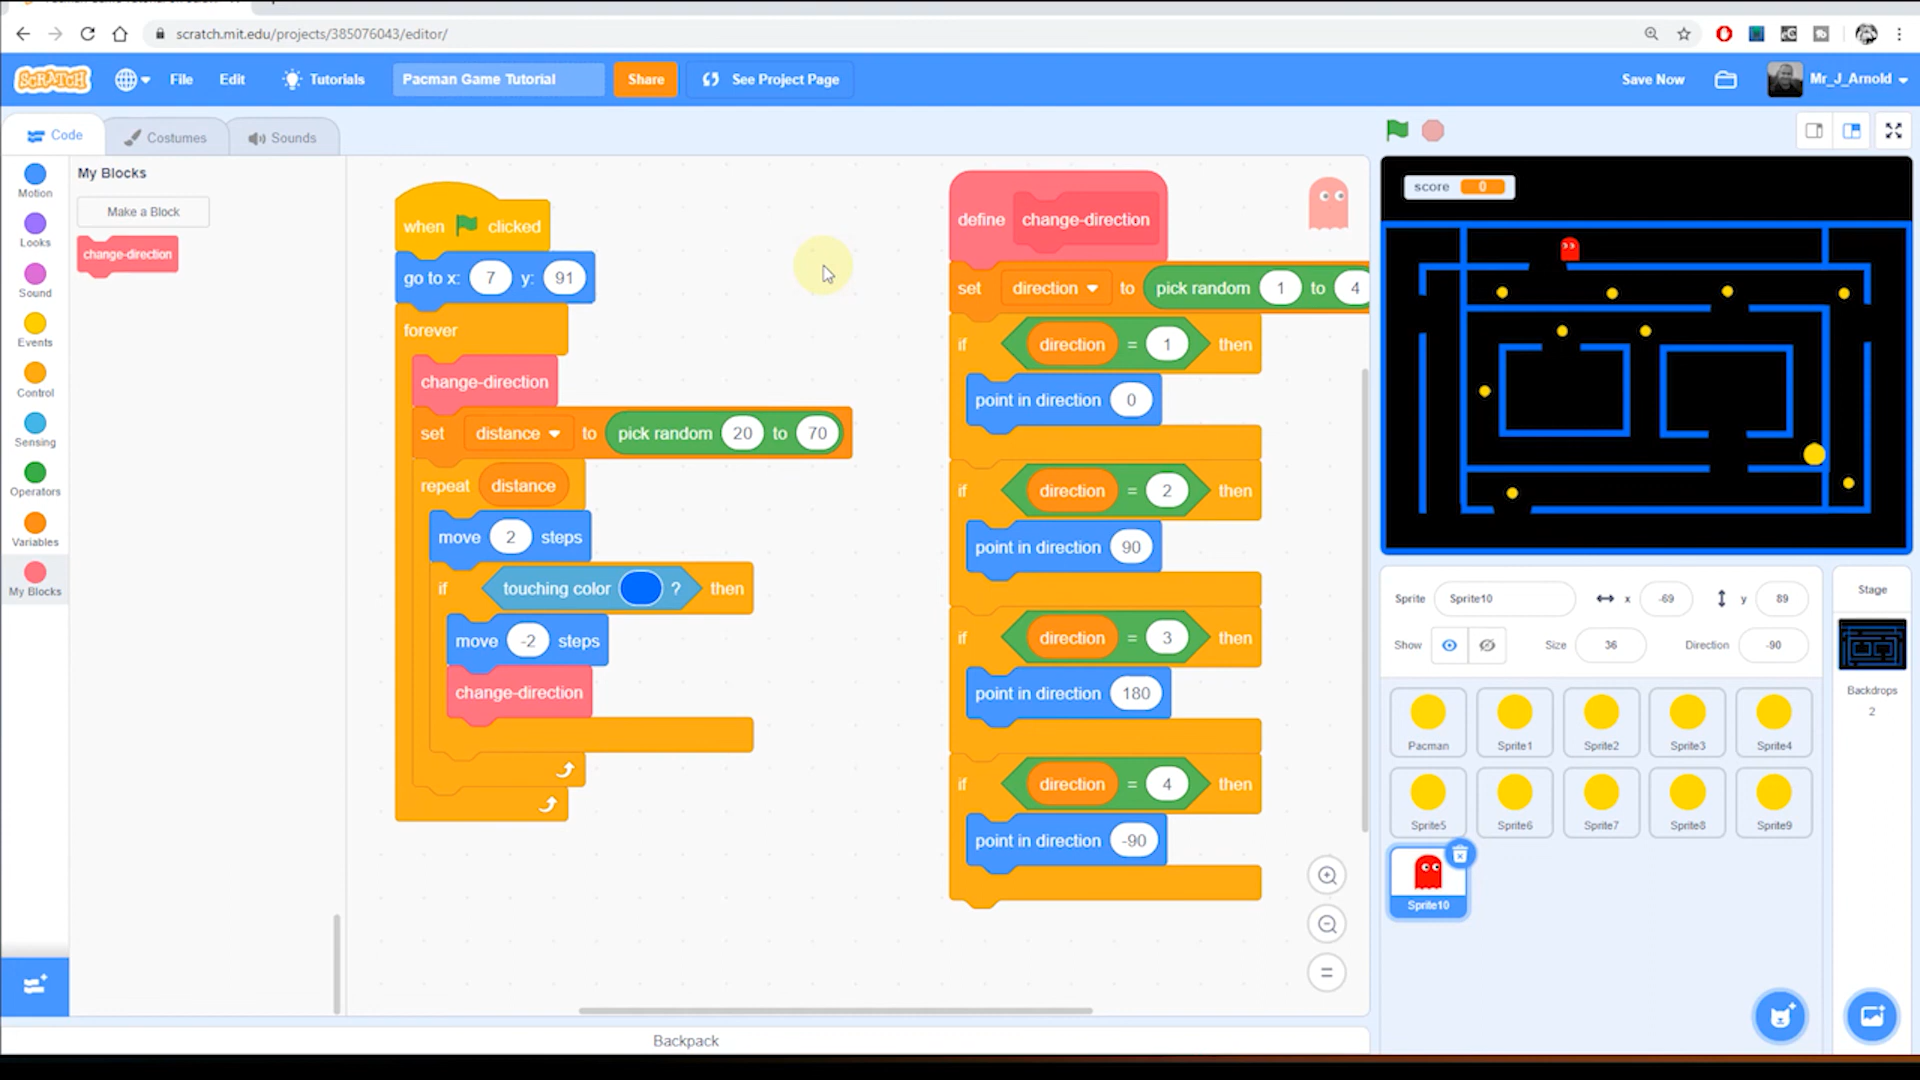 scratch.mit.edu/projects/385076043/editor/
SCRATCH
File
Edit
Tutorials
Pacman Game Tutorial
Share
See Project Page
Save Now
Mr_J_Arnold
Code
Costumes
Sounds
Motion
Looks
Sound
Events
Control
Sensing
Operators
Variables
My Blocks
My Blocks
Make a Block
change-direction
when clicked
go to x: 7 y: 91
forever
change-direction
set distance to pick random 20 to 70
repeat distance
move 2 steps
if touching color ? then
move -2 steps
change-direction
define change-direction
set direction to pick random 1 to 4
if direction = 1 then
point in direction 0
if direction = 2 then
point in direction 90
if direction = 3 then
point in direction 180
if direction = 4 then
point in direction -90
Backpack
score 0
Sprite Sprite10 x -69 y 89
Show Size 36 Direction -90
Pacman
Sprite1
Sprite2
Sprite3
Sprite4
Sprite5
Sprite6
Sprite7
Sprite8
Sprite9
Sprite10
Stage
Backdrops
2